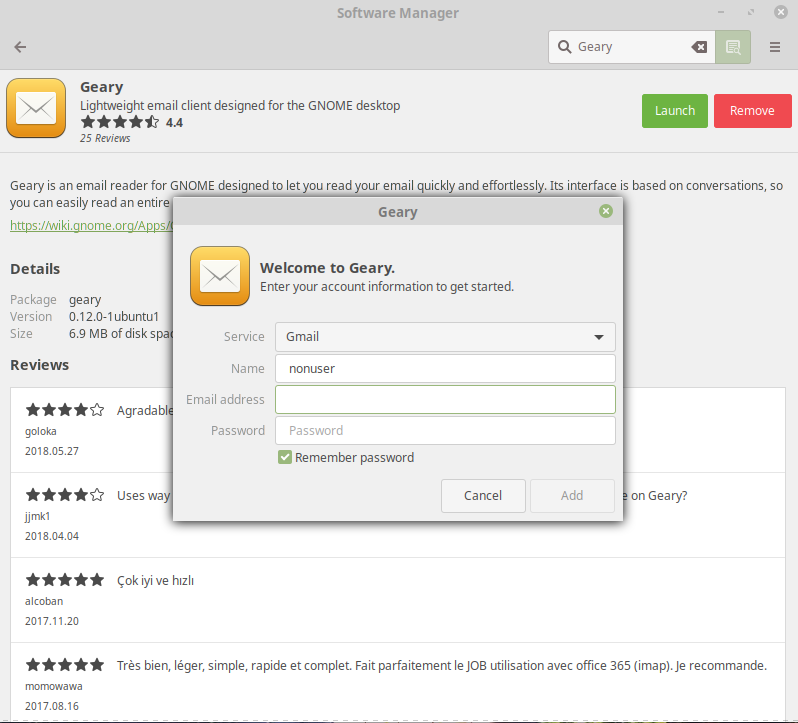 Software Manager
Geary
Geary
Lightweight email client designed for the GNOME desktop
4.4
25 Reviews
Launch
Remove
Geary is an email reader for GNOME designed to let you read your email quickly and effortlessly. Its interface is based on conversations, so
you can easily read an entire
https://wiki.gnome.org/Apps/
Details
Package geary
Version 0.12.0-1ubuntu1
Size 6.9 MB of disk
Reviews
goloka
2018.05.27
Uses way
e on Geary?
jjmk1
2018.04.04
Çok iyi ve hızlı
alcoban
2017.11.20
Très bien, léger, simple, rapide et complet. Fait parfaitement le JOB utilisation avec office 365 (imap). Je recommande.
momowawa
2017.08.16
Geary
Welcome to Geary.
Enter your account information to get started.
Service Gmail
Name nonuser
Email address
Password Password
Remember password
Cancel
Add